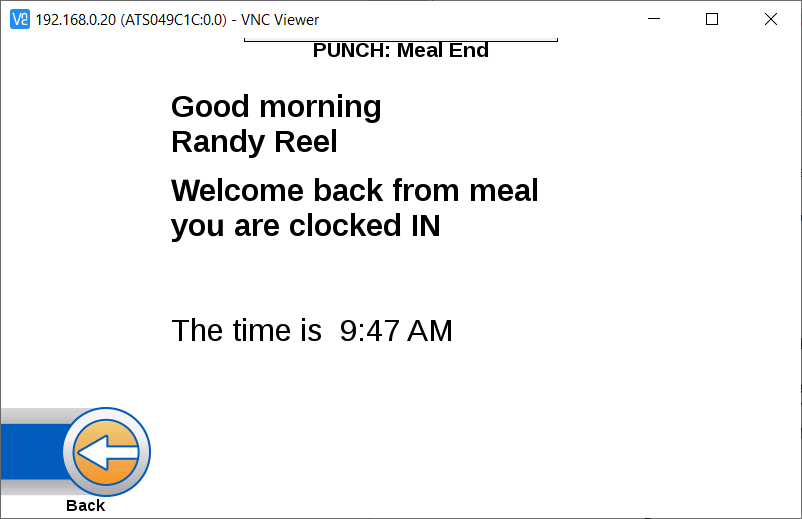 192.168.0.20 (ATS049C1C:0.0) - VNC Viewer
PUNCH: Meal End
Good morning
Randy Reel
Welcome back from meal
you are clocked IN
The time is 9:47 AM
Back